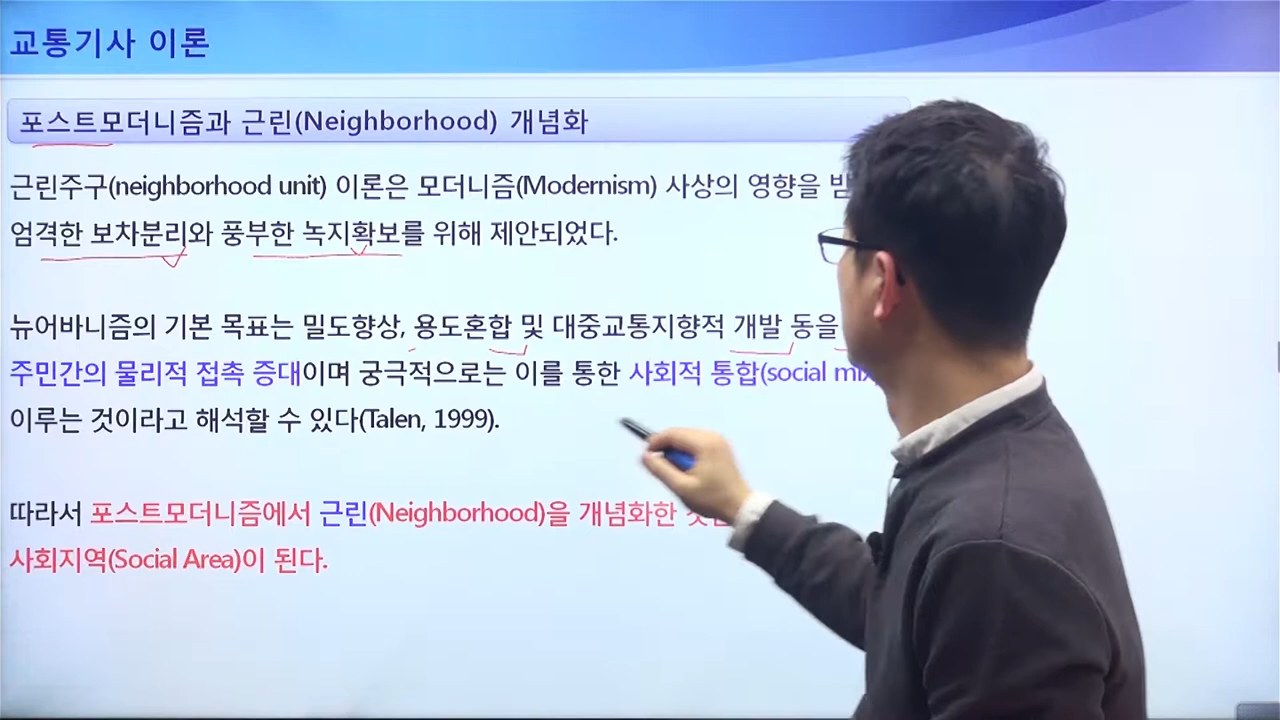 교통기사 이론
포스트모더니즘과 근린(Neighborhood) 개념화
근린주구(neighborhood unit) 이론은 모더니즘(Modernism) 사상의 영향을 받
엄격한 보차분리와 풍부한 녹지확보를 위해 제안되었다.
뉴어바니즘의 기본 목표는 밀도향상, 용도혼합 및 대중교통지향적 개발 등을
주민간의 물리적 접촉 증대이며 궁극적으로는 이를 통한 사회적 통합(social mix)
이루는 것이라고 해석할 수 있다(Talen, 1999).
따라서 포스트모더니즘에서 근린(Neighborhood)을 개념화한
사회지역(Social Area)이 된다.